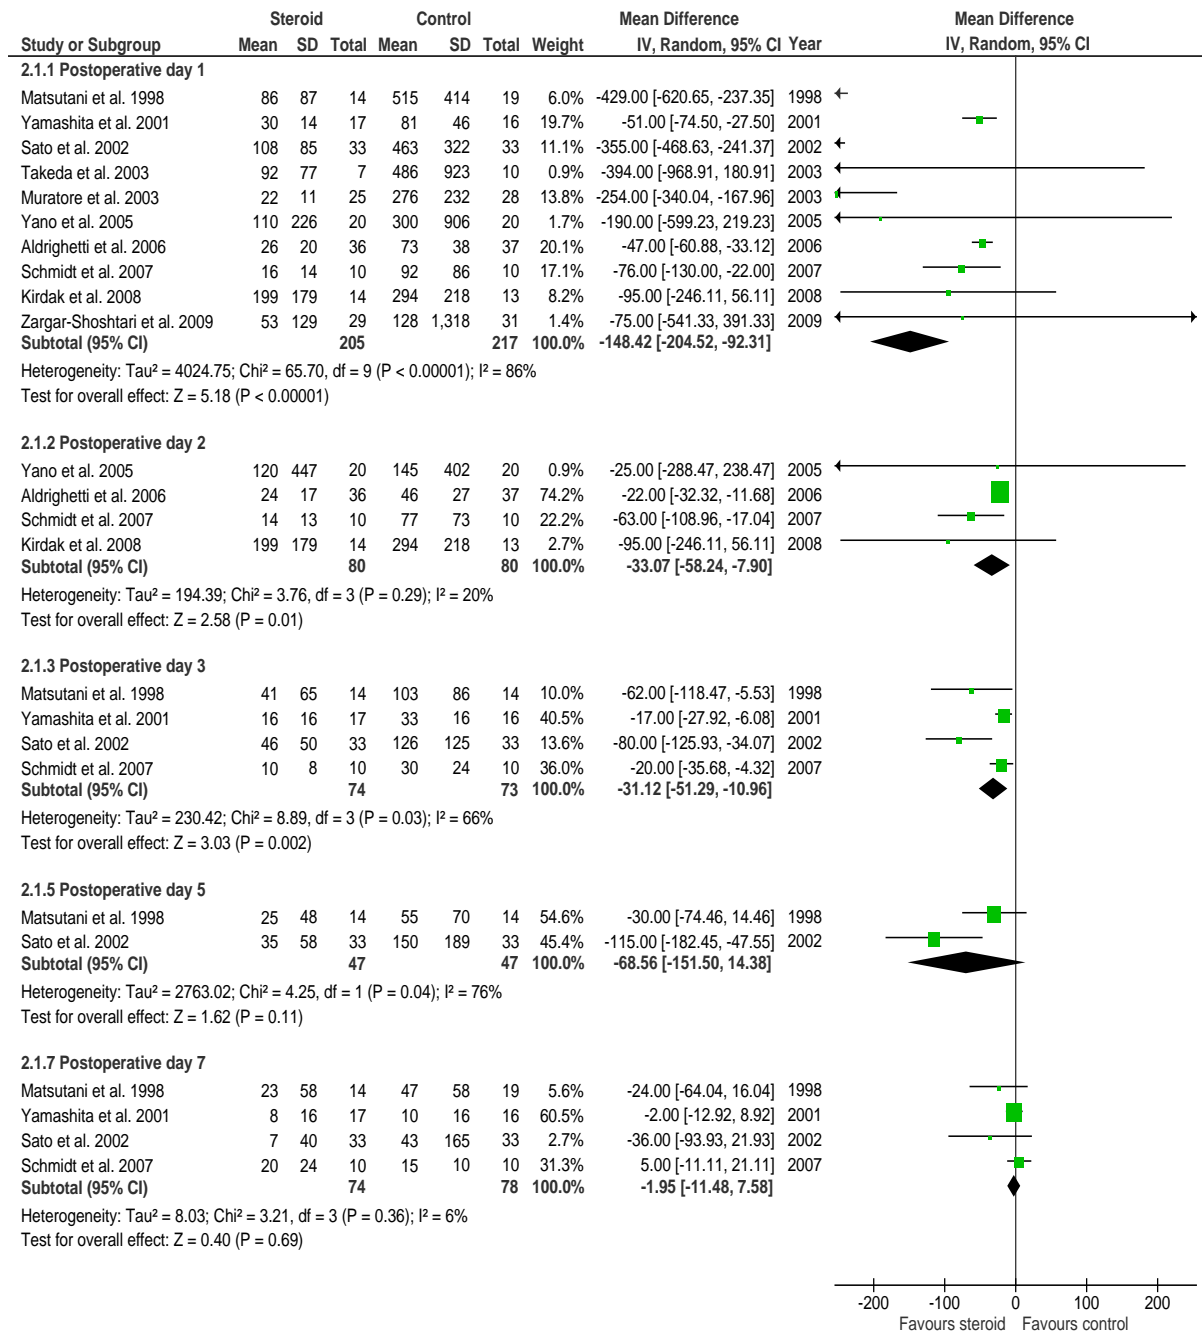 Steroid Control Mean Difference Mean Difference
Study or Subgroup Mean SD Total Mean SD Total Weight IV, Random, 95% CI Year IV, Random, 95% CI
2.1.1 Postoperative day 1
Matsutani et al. 1998 86 87 14 515 414 19 6.0% -429.00 [-620.65, -237.35] 1998
Yamashita et al. 2001 30 14 17 81 46 16 19.7% -51.00 [-74.50, -27.50] 2001
Sato et al. 2002 108 85 33 463 322 33 11.1% -355.00 [-468.63, -241.37] 2002
Takeda et al. 2003 92 77 7 486 923 10 0.9% -394.00 [-968.91, 180.91] 2003
Muratore et al. 2003 22 11 25 276 232 28 13.8% -254.00 [-340.04, -167.96] 2003
Yano et al. 2005 110 226 20 300 906 20 1.7% -190.00 [-599.23, 219.23] 2005
Aldrighetti et al. 2006 26 20 36 73 38 37 20.1% -47.00 [-60.88, -33.12] 2006
Schmidt et al. 2007 16 14 10 92 86 10 17.1% -76.00 [-130.00, -22.00] 2007
Kirdak et al. 2008 199 179 14 294 218 13 8.2% -95.00 [-246.11, 56.11] 2008
Zargar-Shoshtari et al. 2009 53 129 29 128 1,318 31 1.4% -75.00 [-541.33, 391.33] 2009
Subtotal (95% CI) 205 217 100.0% -148.42 [-204.52, -92.31]
Heterogeneity: Tau² = 4024.75; Chi² = 65.70, df = 9 (P < 0.00001); I² = 86%
Test for overall effect: Z = 5.18 (P < 0.00001)
2.1.2 Postoperative day 2
Yano et al. 2005 120 447 20 145 402 20 0.9% -25.00 [-288.47, 238.47] 2005
Aldrighetti et al. 2006 24 17 36 46 27 37 74.2% -22.00 [-32.32, -11.68] 2006
Schmidt et al. 2007 14 13 10 77 73 10 22.2% -63.00 [-108.96, -17.04] 2007
Kirdak et al. 2008 199 179 14 294 218 13 2.7% -95.00 [-246.11, 56.11] 2008
Subtotal (95% CI) 80 80 100.0% -33.07 [-58.24, -7.90]
Heterogeneity: Tau² = 194.39; Chi² = 3.76, df = 3 (P = 0.29); I² = 20%
Test for overall effect: Z = 2.58 (P = 0.01)
2.1.3 Postoperative day 3
Matsutani et al. 1998 41 65 14 103 86 14 10.0% -62.00 [-118.47, -5.53] 1998
Yamashita et al. 2001 16 16 17 33 16 16 40.5% -17.00 [-27.92, -6.08] 2001
Sato et al. 2002 46 50 33 126 125 33 13.6% -80.00 [-125.93, -34.07] 2002
Schmidt et al. 2007 10 8 10 30 24 10 36.0% -20.00 [-35.68, -4.32] 2007
Subtotal (95% CI) 74 73 100.0% -31.12 [-51.29, -10.96]
Heterogeneity: Tau² = 230.42; Chi² = 8.89, df = 3 (P = 0.03); I² = 66%
Test for overall effect: Z = 3.03 (P = 0.002)
2.1.5 Postoperative day 5
Matsutani et al. 1998 25 48 14 55 70 14 54.6% -30.00 [-74.46, 14.46] 1998
Sato et al. 2002 35 58 33 150 189 33 45.4% -115.00 [-182.45, -47.55] 2002
Subtotal (95% CI) 47 47 100.0% -68.56 [-151.50, 14.38]
Heterogeneity: Tau² = 2763.02; Chi² = 4.25, df = 1 (P = 0.04); I² = 76%
Test for overall effect: Z = 1.62 (P = 0.11)
2.1.7 Postoperative day 7
Matsutani et al. 1998 23 58 14 47 58 19 5.6% -24.00 [-64.04, 16.04] 1998
Yamashita et al. 2001 8 16 17 10 16 16 60.5% -2.00 [-12.92, 8.92] 2001
Sato et al. 2002 7 40 33 43 165 33 2.7% -36.00 [-93.93, 21.93] 2002
Schmidt et al. 2007 20 24 10 15 10 10 31.3% 5.00 [-11.11, 21.11] 2007
Subtotal (95% CI) 74 78 100.0% -1.95 [-11.48, 7.58]
Heterogeneity: Tau² = 8.03; Chi² = 3.21, df = 3 (P = 0.36); I² = 6%
Test for overall effect: Z = 0.40 (P = 0.69)
-200 -100 0 100 200
Favours steroid Favours control